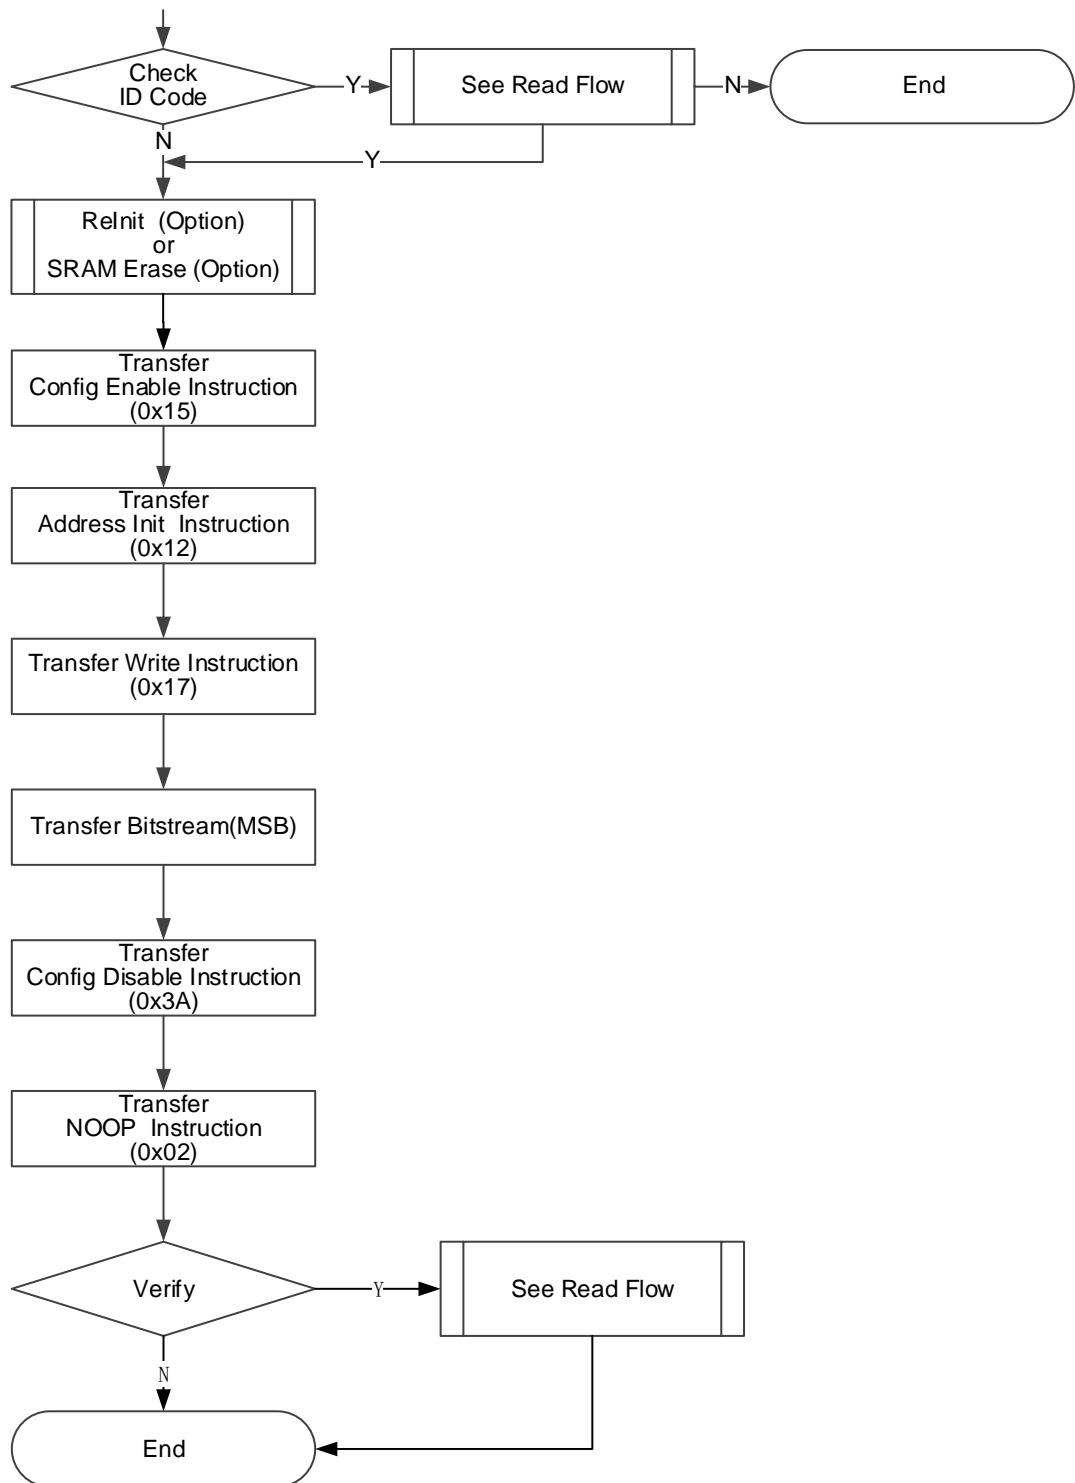 Check
ID Code
Y
See Read Flow
N
End
N
Y
ReInit (Option)
or
SRAM Erase (Option)
Transfer
Config Enable Instruction
(0x15)
Transfer
Address Init Instruction
(0x12)
Transfer Write Instruction
(0x17)
Transfer Bitstream(MSB)
Transfer
Config Disable Instruction
(0x3A)
Transfer
NOOP Instruction
(0x02)
Verify
Y
See Read Flow
N
End